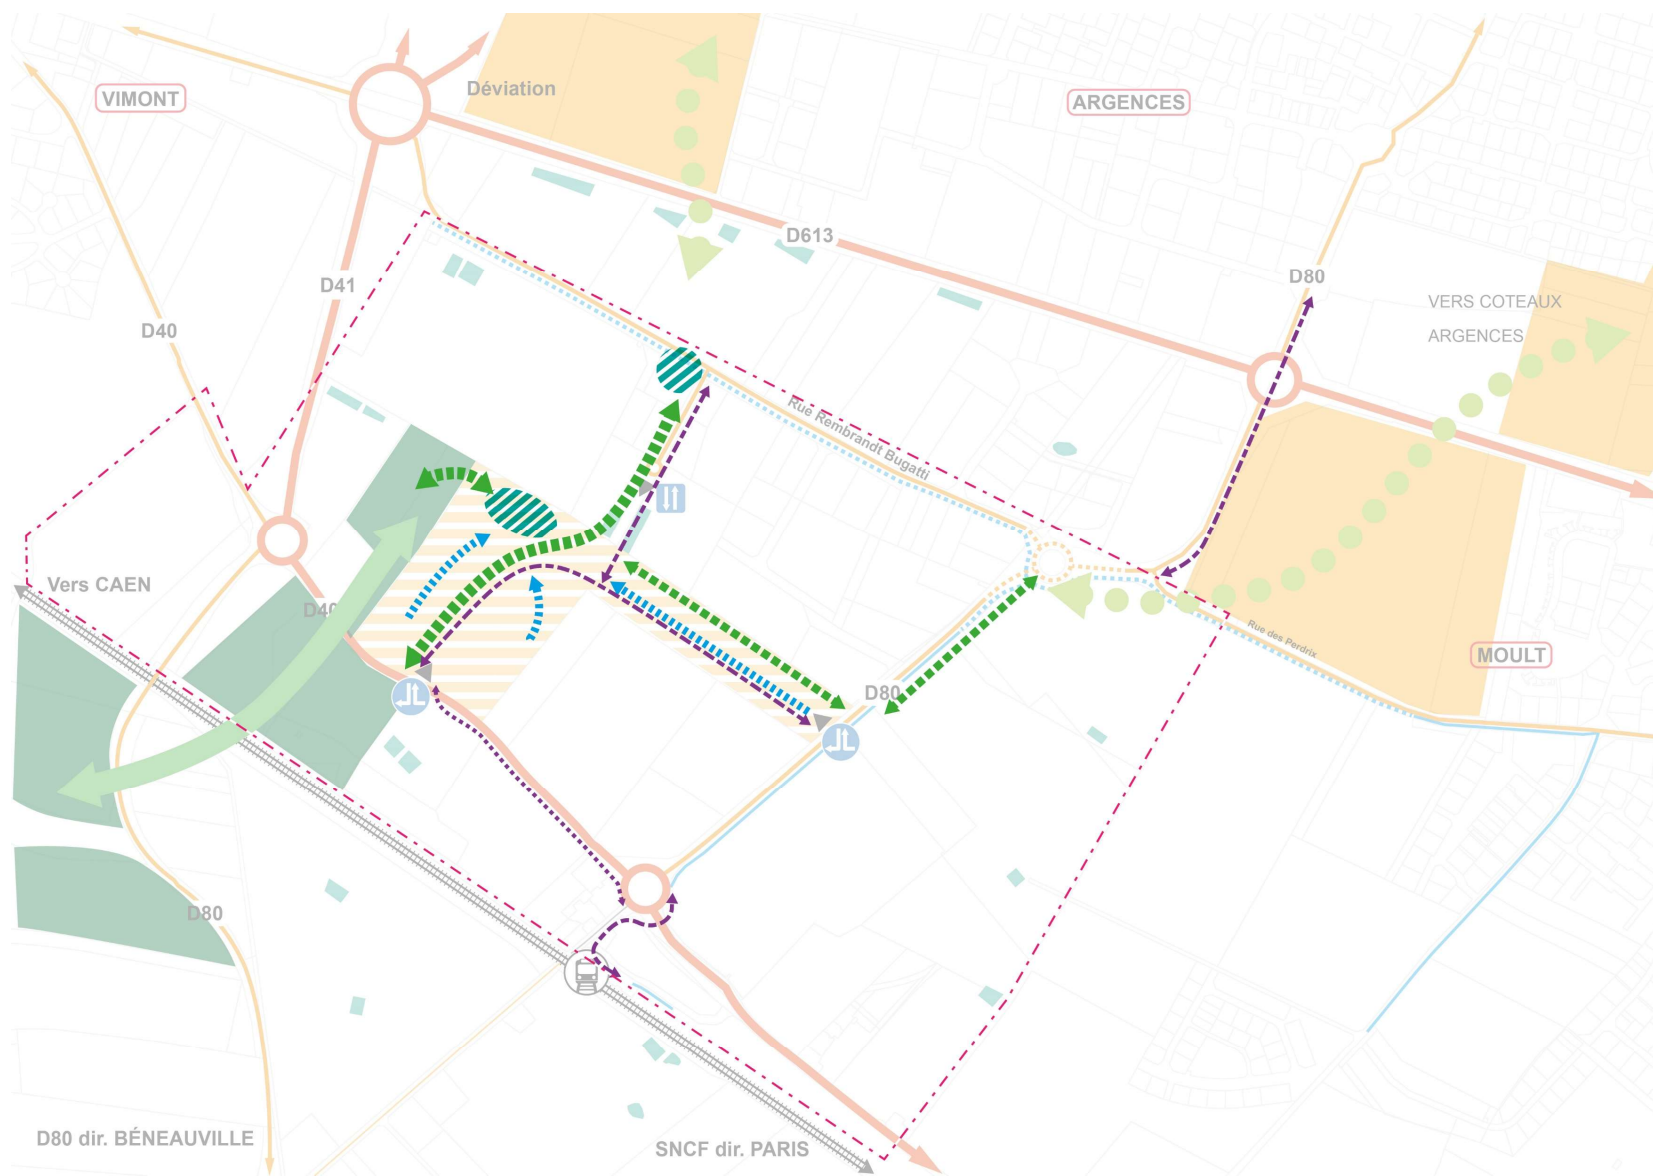 Déviation
VIMONT
ARGENCES
D613
D41
D80
VERS COTEAUX
ARGENCES
D40
Rue Rembrandt Bugatti
Vers CAEN
D40
Rue des Perdrix
MOULT
D80
D80
D80 dir. BÉNEAUVILLE
SNCF dir. PARIS